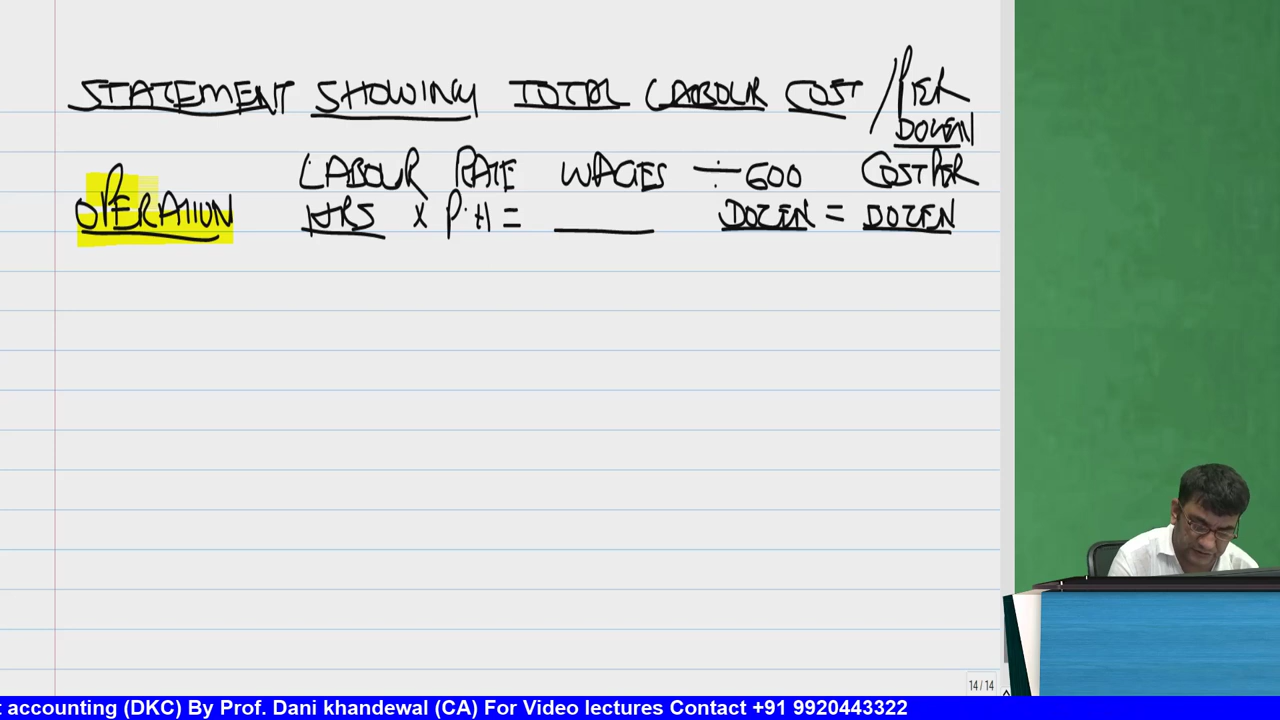 STATEMENT SHOWING TOTAL LABOUR COST / PER
DOZEN
LABOUR RATE WAGES ÷ 600 COST PER
OPERATION HRS X P.H = DOZEN = DOZEN
14 / 14
t accounting (DKC) By Prof. Dani khandewal (CA) For Video lectures Contact +91 9920443322